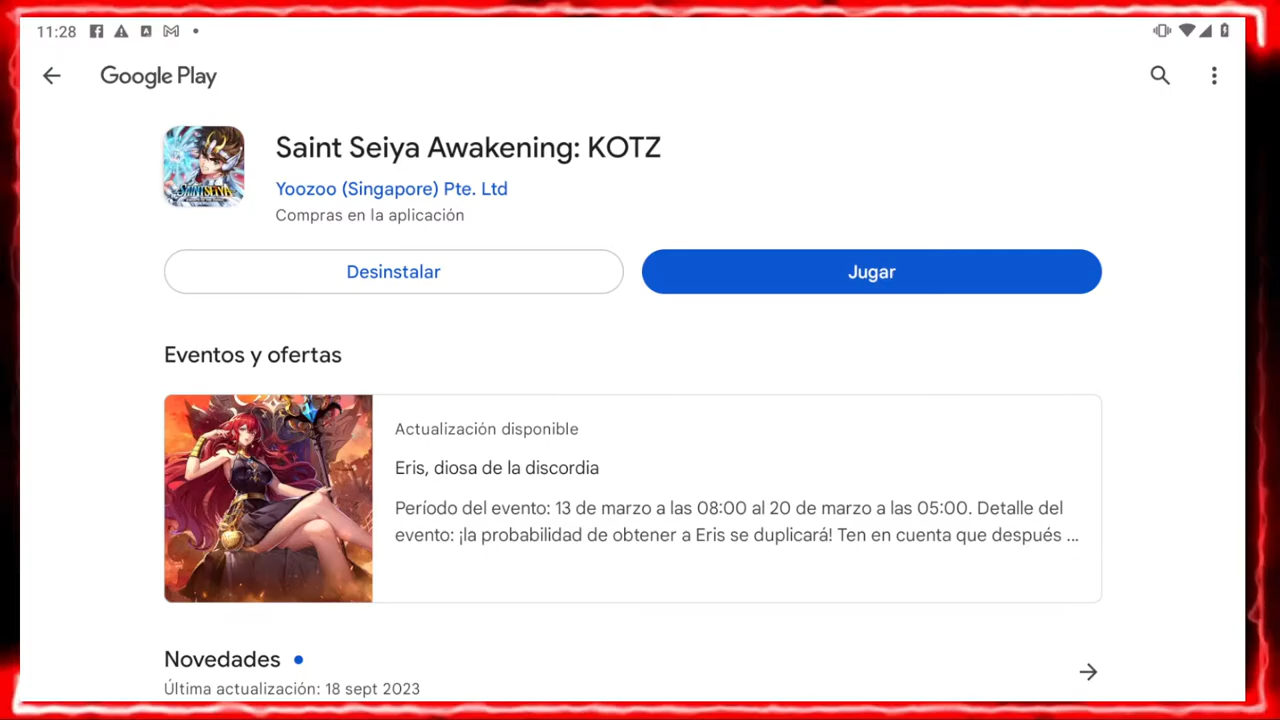 11:28
Google Play
SAINT SEIYA
Saint Seiya Awakening: KOTZ
Yoozoo (Singapore) Pte. Ltd
Compras en la aplicación
Desinstalar
Jugar
Eventos y ofertas
Actualización disponible
Eris, diosa de la discordia
Período del evento: 13 de marzo a las 08:00 al 20 de marzo a las 05:00. Detalle del
evento: ¡la probabilidad de obtener a Eris se duplicará! Ten en cuenta que después ...
Novedades
Última actualización: 18 sept 2023